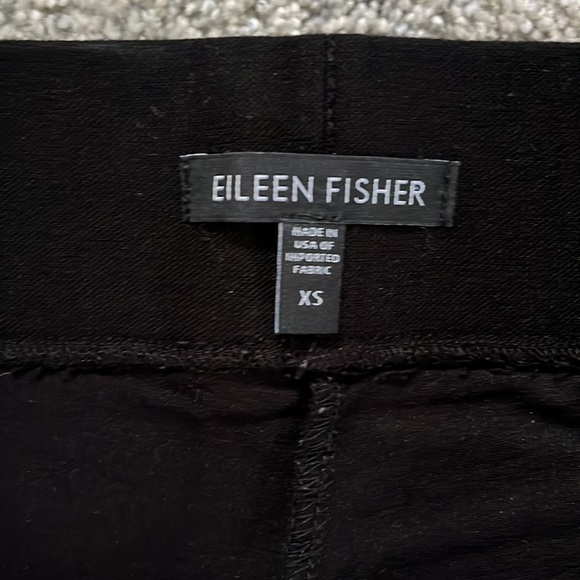 EILEEN FISHER
MADE IN
USA OF
IMPORTED
FABRIC
XS